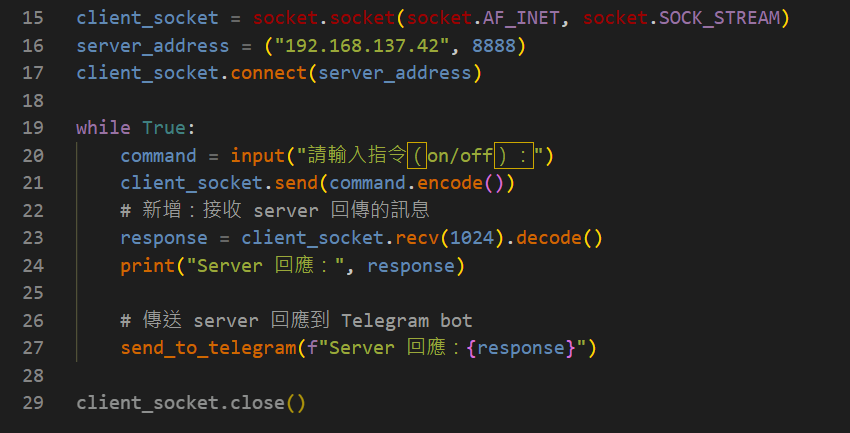 15 client_socket = socket.socket(socket.AF_INET, socket.SOCK_STREAM)
16 server_address = ("192.168.137.42", 8888)
17 client_socket.connect(server_address)
18
19 while True:
20     command = input("請輸入指令（on/off）：")
21     client_socket.send(command.encode())
22     # 新增：接收 server 回傳的訊息
23     response = client_socket.recv(1024).decode()
24     print("Server 回應：", response)
25
26     # 傳送 server 回應到 Telegram bot
27     send_to_telegram(f"Server 回應：{response}")
28
29 client_socket.close()